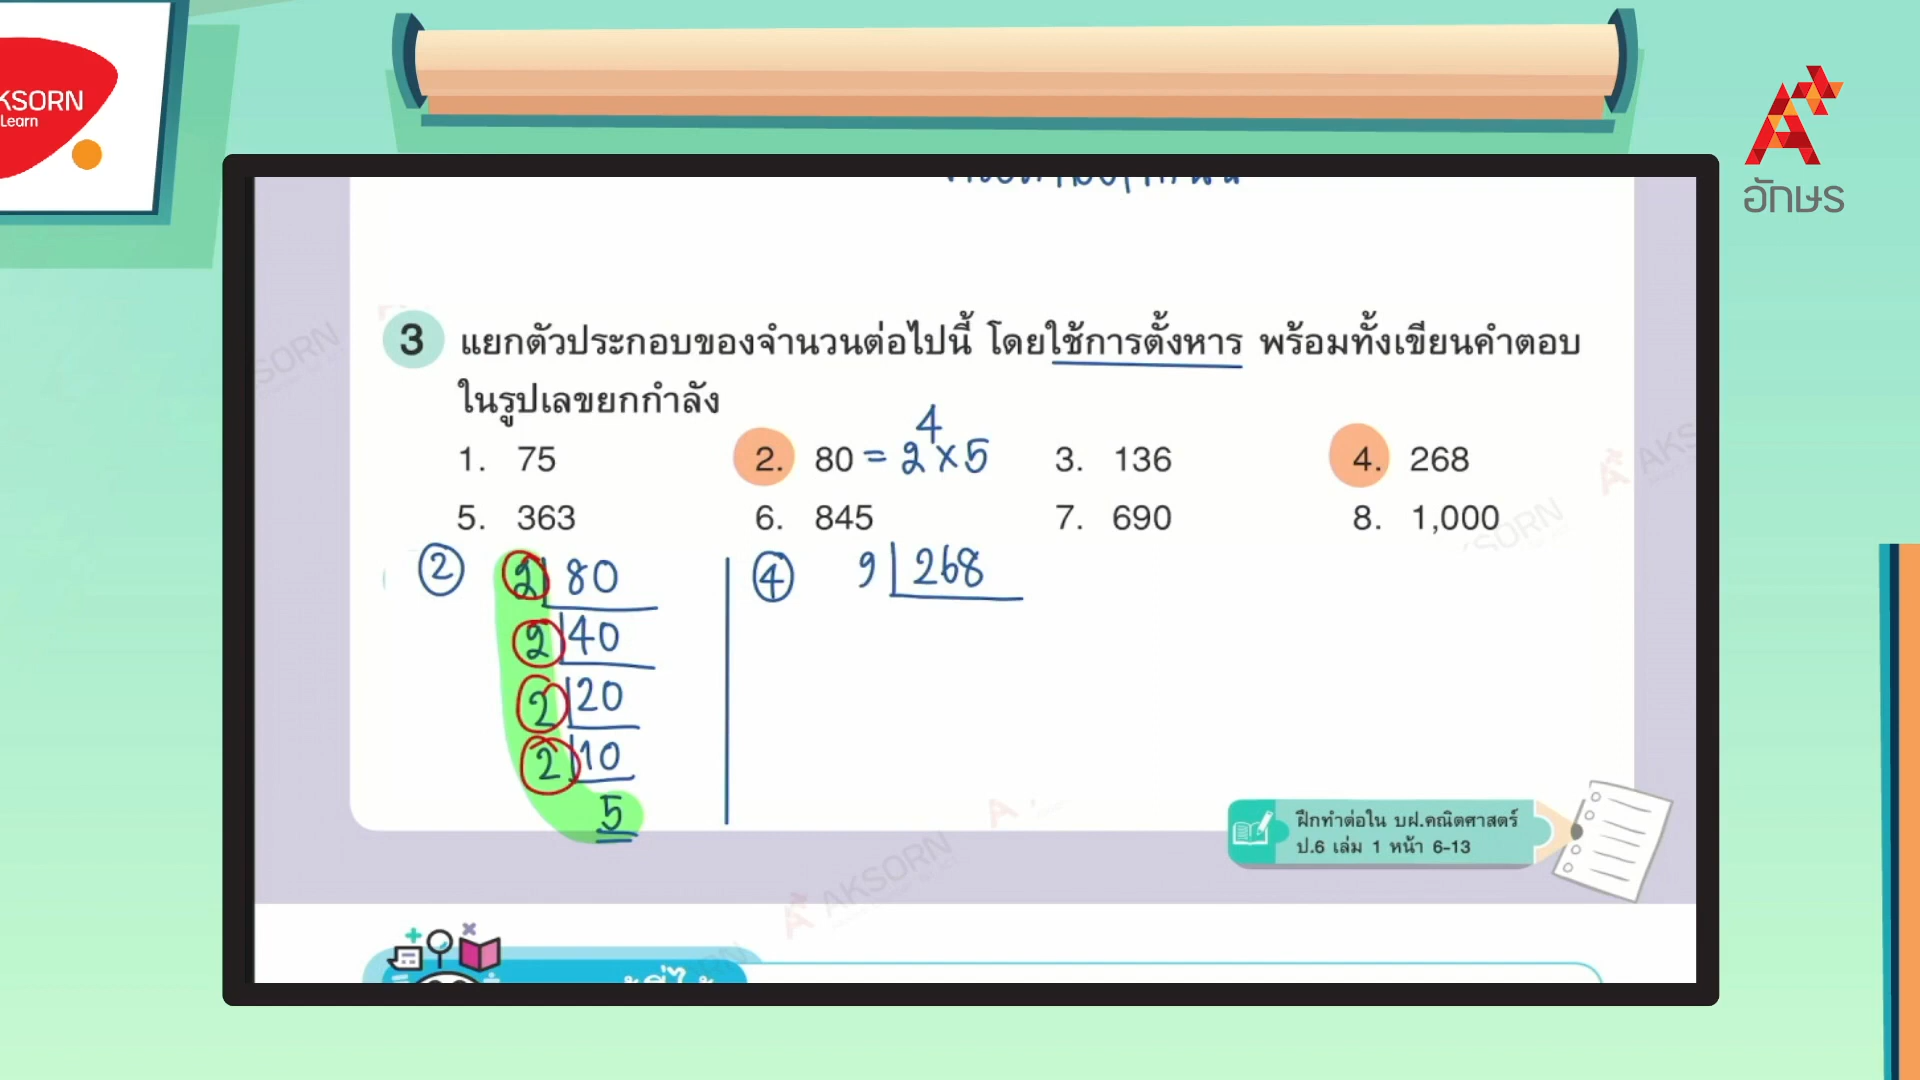 KSORN
Learn
อักษร
3 แยกตัวประกอบของจำนวนต่อไปนี้ โดยใช้การตั้งหาร พร้อมทั้งเขียนคำตอบ
ในรูปเลขยกกำลัง
1. 75 2. 80 = 2⁴ × 5 3. 136 4. 268
5. 363 6. 845 7. 690 8. 1,000
② 2 80
2 40
2 20
2 10
5
④ 2 268
ฝึกทำต่อใน บฝ.คณิตศาสตร์
ป.6 เล่ม 1 หน้า 6-13
AKSORN